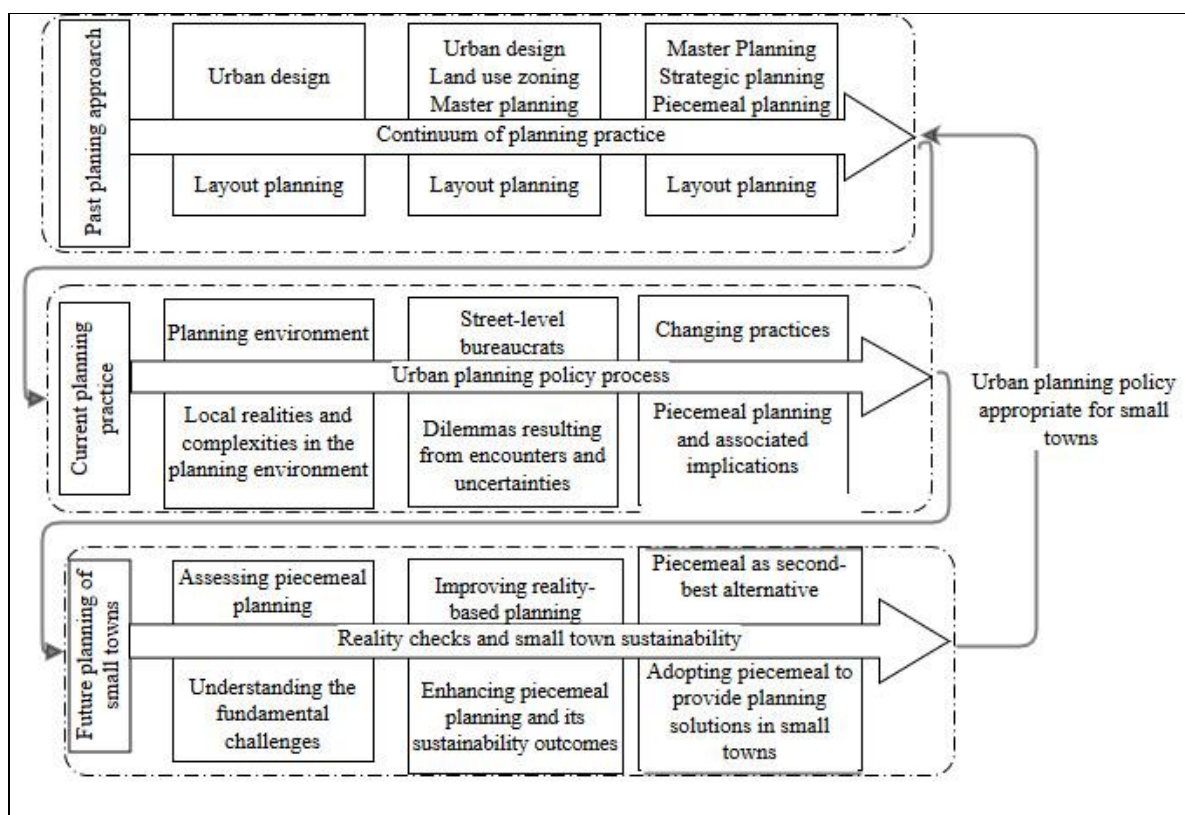 Past planing approarch
Urban design
Urban design
Land use zoning
Master planning
Master Planning
Strategic planning
Piecemeal planning
Continuum of planning practice
Layout planning
Layout planning
Layout planning
Current planning
practice
Planning environment
Street-level
bureaucrats
Changing practices
Urban planning policy process
Local realities and
complexities in the
planning environment
Dilemmas resulting
from encounters and
uncertainties
Piecemeal planning
and associated
implications
Urban planning policy
appropriate for small
towns
Future planning of
small towns
Assessing piecemeal
planning
Improving reality-
based planning
Piecemeal as second-
best alternative
Reality checks and small town sustainability
Understanding the
fundamental
challenges
Enhancing piecemeal
planning and its
sustainability outcomes
Adopting piecemeal to
provide planning
solutions in small
towns